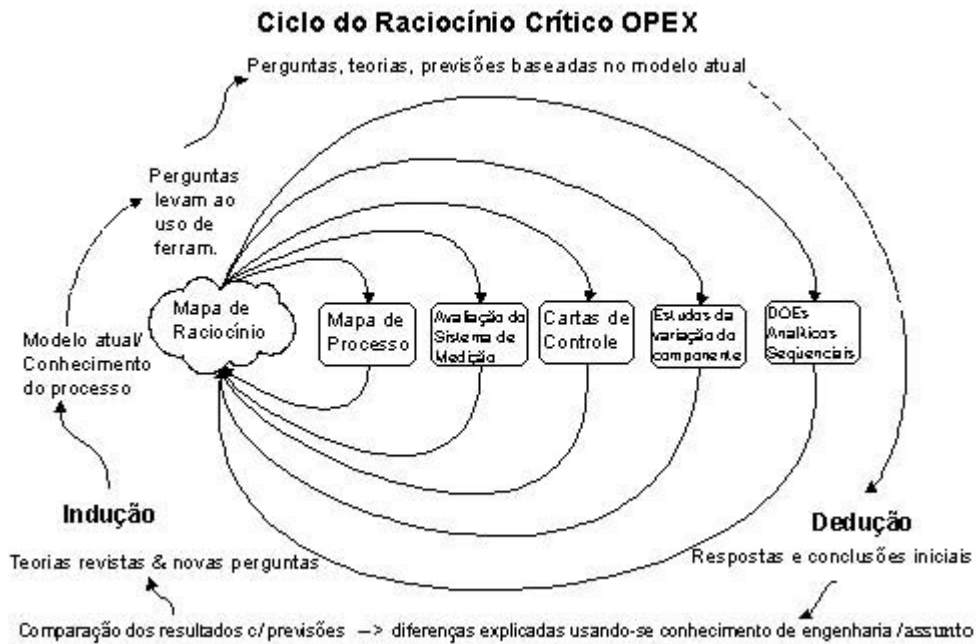 Ciclo do Raciocínio Crítico OPEX
Perguntas, teorias, previsões baseadas no modelo atual
Perguntas
levam ao
uso de
ferram.
Mapa de
Raciocínio
Modelo atual/
Conhecimento
do processo
Mapa de
Processo
Avaliação do
Sistema de
Medição
Cartas de
Controle
Estudos da
variação do
componente
DOEs
Analíticos
Seqüenciais
Indução
Teorias revistas & novas perguntas
Dedução
Respostas e conclusões iniciais
Comparação dos resultados c/ previsões —> diferenças explicadas usando-se conhecimento de engenharia /assunto